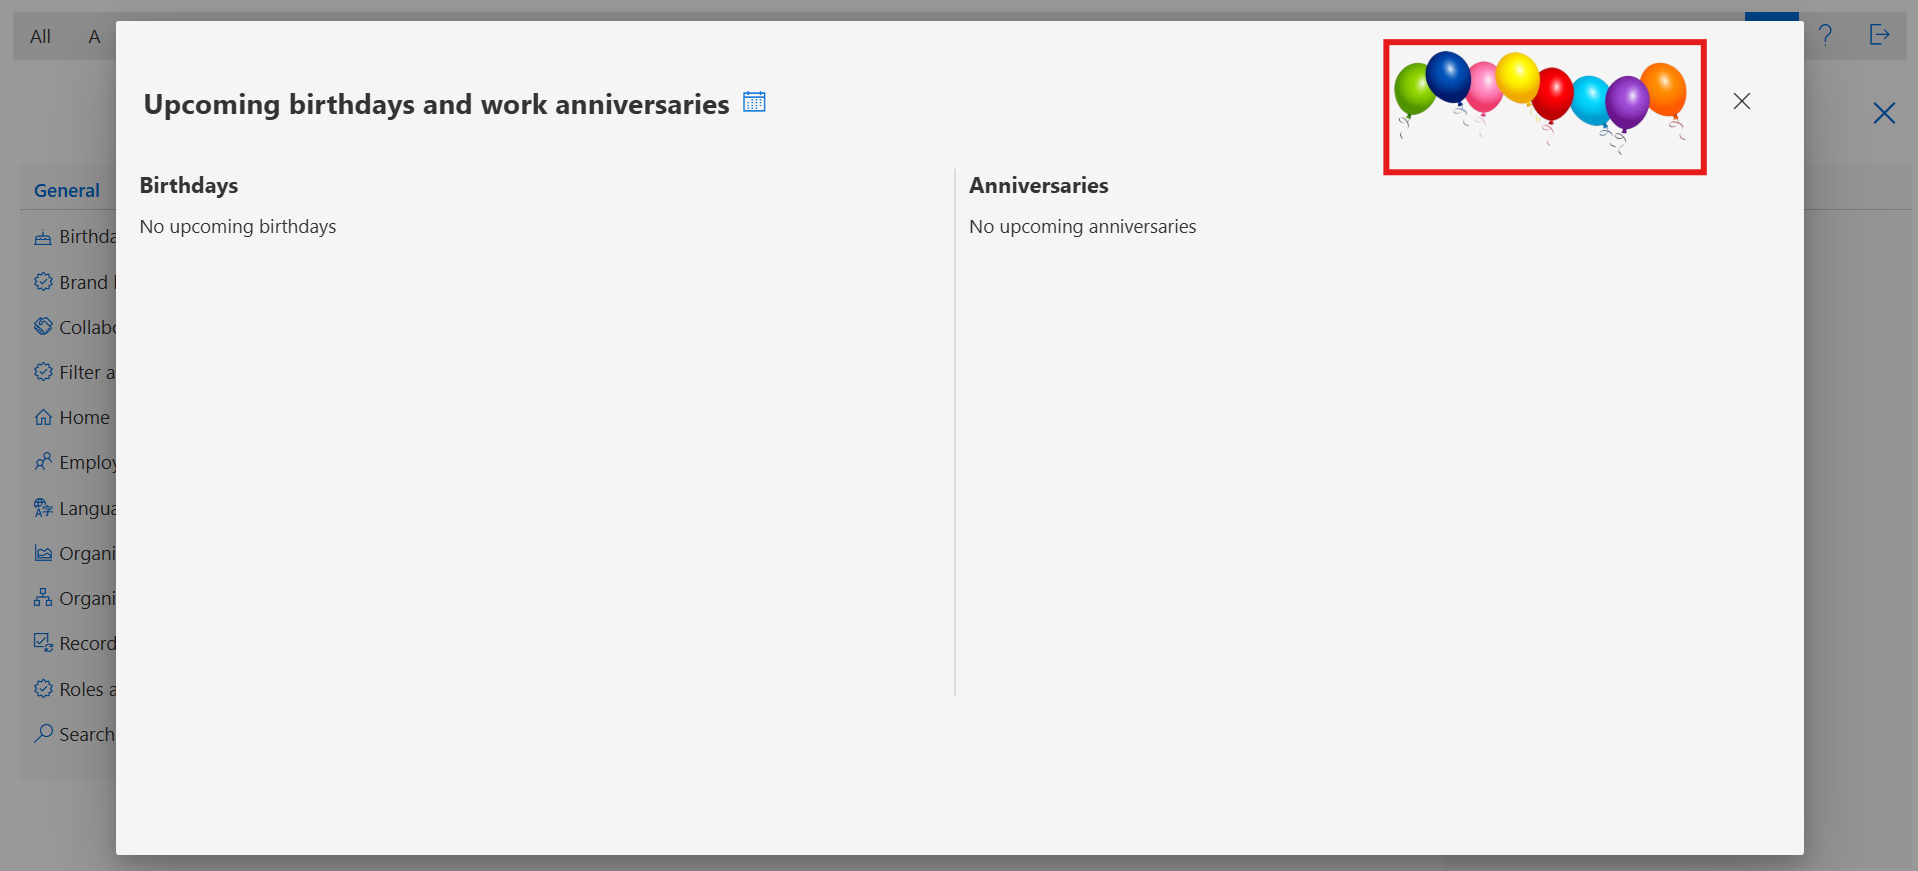 All A
Upcoming birthdays and work anniversaries
General
Birthdays
No upcoming birthdays
Anniversaries
No upcoming anniversaries
Birthda
Brand
Collabo
Filter a
Home
Employ
Langua
Organi
Organi
Record
Roles a
Search